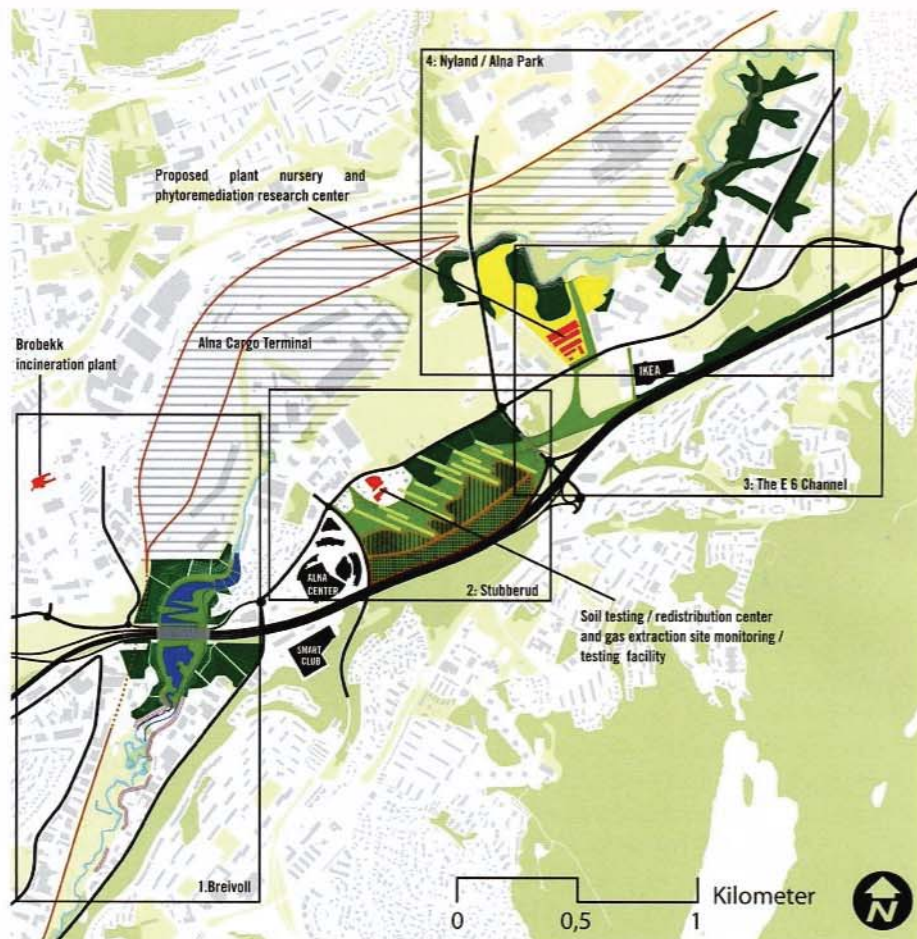 4: Nyland / Alna Park
Proposed plant nursery and
phytoremediation research center
Brobekk
incineration plant
Alna Cargo Terminal
IKEA
3: The E 6 Channel
ALNA
CENTER
2: Stubberud
SMART
CLUB
Soil testing / redistribution center
and gas extraction site monitoring /
testing facility
1.Breivoll
Kilometer
0 0,5 1
N